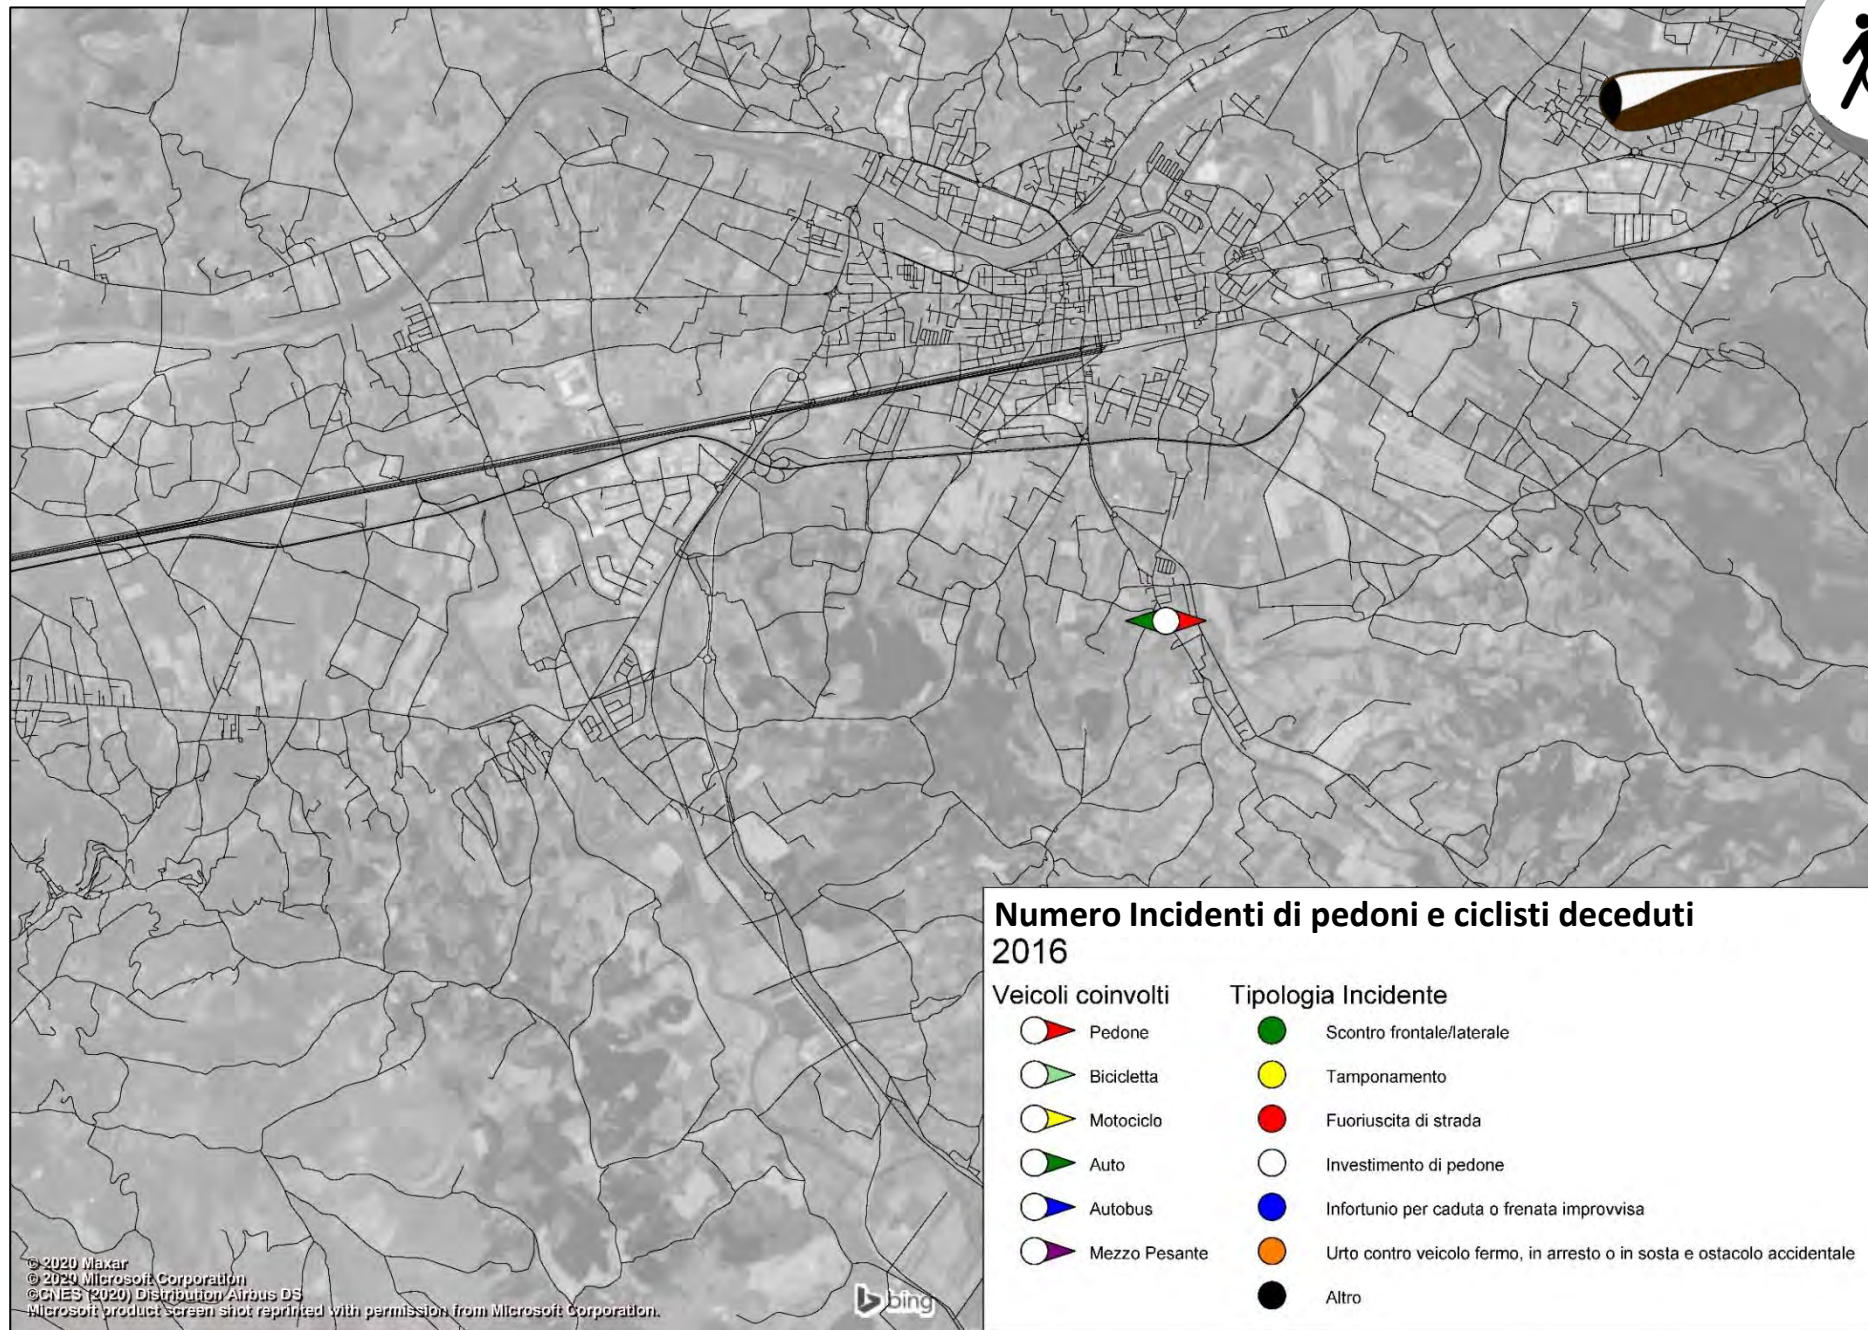 Numero Incidenti di pedoni e ciclisti deceduti
2016
Veicoli coinvolti
Pedone
Bicicletta
Motociclo
Auto
Autobus
Mezzo Pesante
Tipologia Incidente
Scontro frontale/laterale
Tamponamento
Fuoriuscita di strada
Investimento di pedone
Infortunio per caduta o frenata improvvisa
Urto contro veicolo fermo, in arresto o in sosta e ostacolo accidentale
Altro
© 2020 Maxar
© 2020 Microsoft Corporation
©CNES (2020) Distribution Airbus DS
Microsoft product screen shot reprinted with permission from Microsoft Corporation.
bing